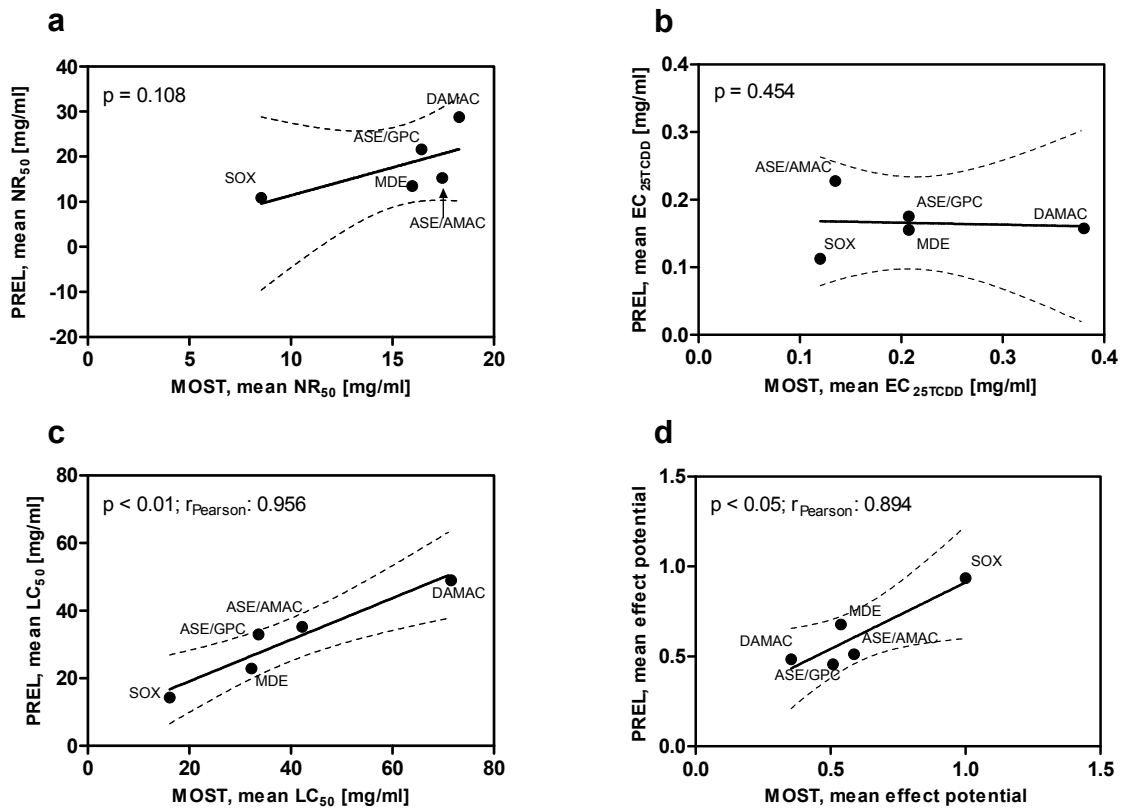 a
p = 0.108
DAMAC
ASE/GPC
SOX
MDE
ASE/AMAC
40
30
20
10
0
-10
-20
0 5 10 15 20
PREL, mean NR50 [mg/ml]
MOST, mean NR50 [mg/ml]
b
p = 0.454
ASE/AMAC
ASE/GPC
DAMAC
SOX
MDE
0.4
0.3
0.2
0.1
0.0
0.0 0.1 0.2 0.3 0.4
PREL, mean EC25TCDD [mg/ml]
MOST, mean EC25TCDD [mg/ml]
c
p < 0.01; rPearson: 0.956
ASE/AMAC
DAMAC
ASE/GPC
MDE
SOX
80
60
40
20
0
0 20 40 60 80
PREL, mean LC50 [mg/ml]
MOST, mean LC50 [mg/ml]
d
p < 0.05; rPearson: 0.894
SOX
MDE
DAMAC
ASE/AMAC
ASE/GPC
1.5
1.0
0.5
0.0
0.0 0.5 1.0 1.5
PREL, mean effect potential
MOST, mean effect potential